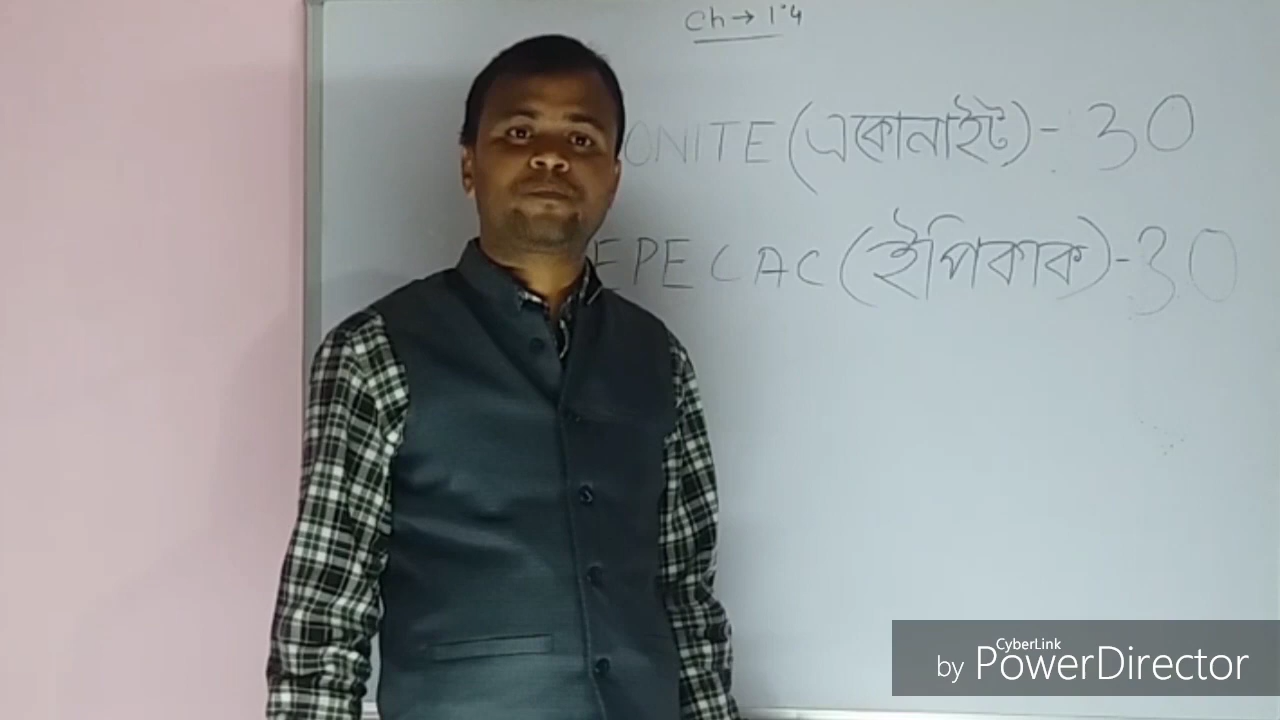 Ch → 1.4
ONITE (একোনাইট) - 30
EPECAC (ইপিকাক) - 30
CyberLink
by PowerDirector